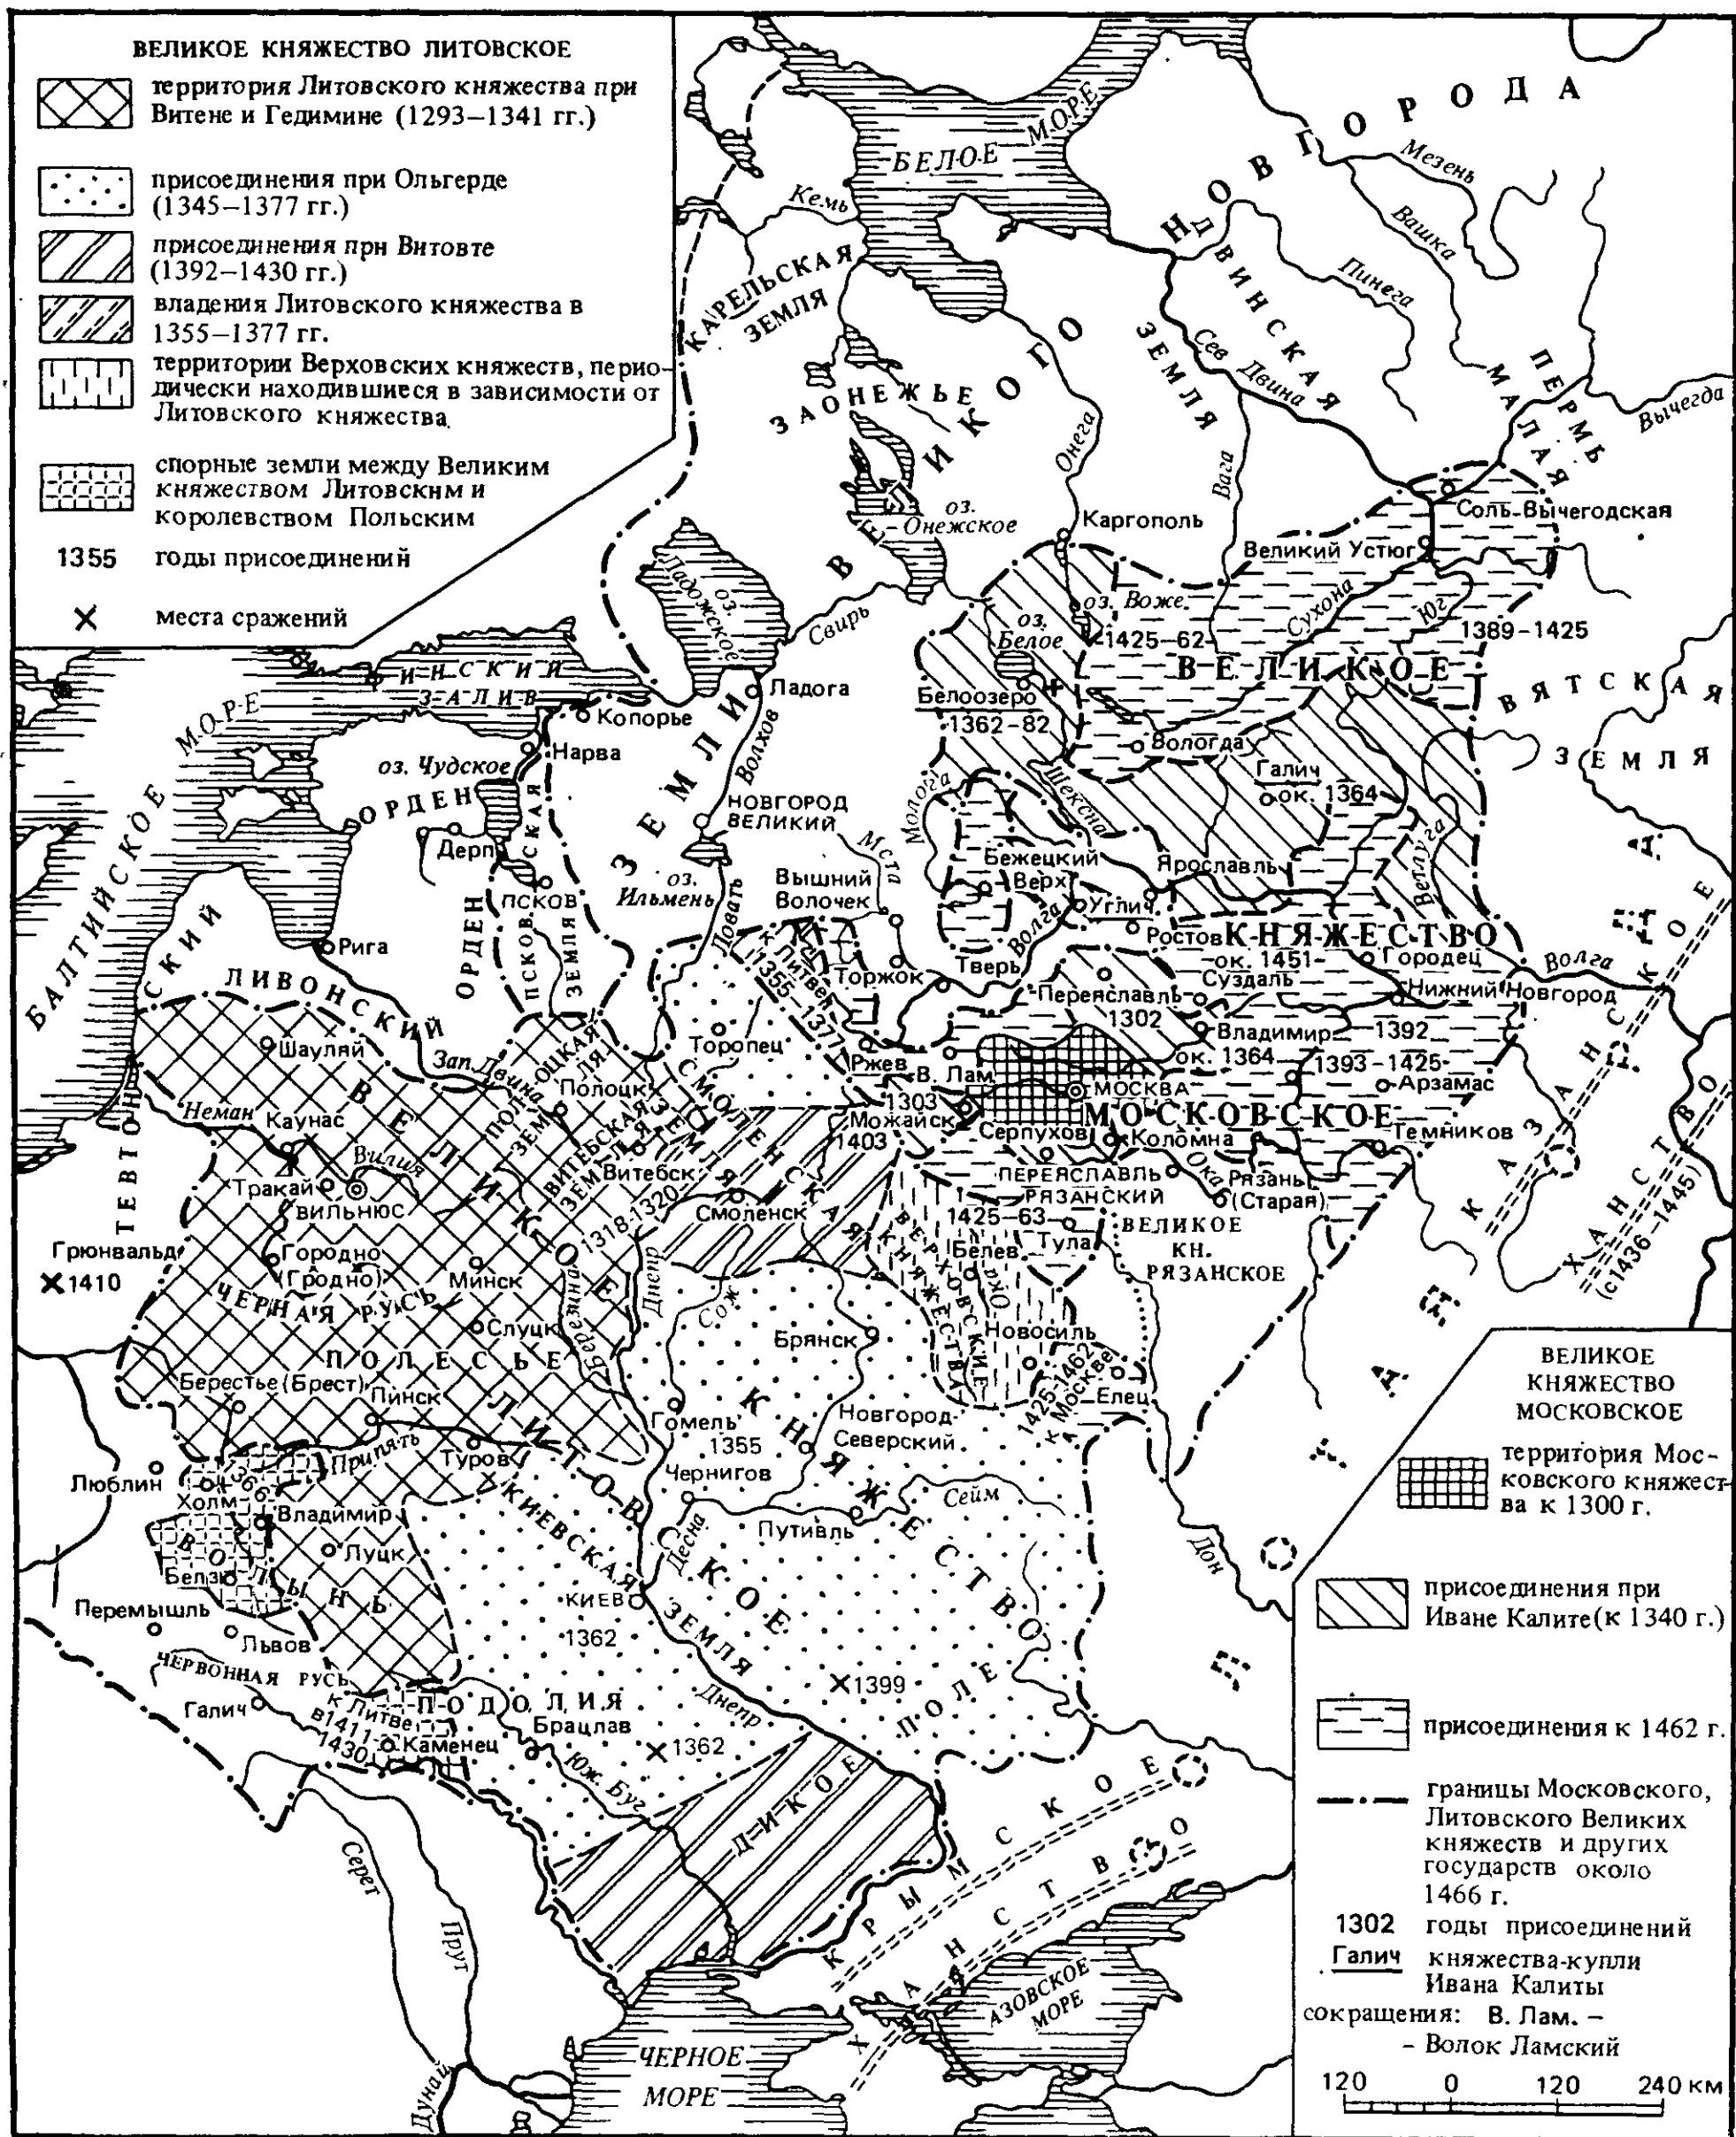 ВЕЛИКОЕ КНЯЖЕСТВО ЛИТОВСКОЕ
территория Литовского княжества при
Витене и Гедимине (1293–1341 гг.)
присоединения при Ольгерде
(1345–1377 гг.)
присоединения при Витовте
(1392–1430 гг.)
владения Литовского княжества в
1355–1377 гг.
территории Верховских княжеств, перио-
дически находившиеся в зависимости от
Литовского княжества.
спорные земли между Великим
княжеством Литовским и
королевством Польским
1355 годы присоединений
места сражений
БЕЛОЕ МОРЕ
ЗЕМЛИ ВЕЛИКОГО НОВГОРОДА
Мезень
Вашка
Пинега
Кемь
КАРЕЛЬСКАЯ
ЗЕМЛЯ
ДВИНСКАЯ
ЗЕМЛЯ
Сев Двина
ПЕРМЬ
МАЛАЯ
Вычегда
ЗАОНЕЖЬЕ
Онега
Вага
оз.
Онежское
Каргополь
Соль-Вычегодская
Великий Устюг
Ладожское
оз.
Свирь
оз. Воже
Сухона
Юг
оз.
Белое
1425–62
1389–1425
ВЕЛИКОЕ
ВЯТСКАЯ
ЗЕМЛЯ
ИНСКИЙ
ЗАЛИВ
Ладога
Белоозеро
1362–82
Копорье
Нарва
Волхов
Вологда
Галич
ок. 1364
БАЛТИЙСКОЕ МОРЕ
оз. Чудское
ОРДЕН
Молога
Шексна
Ветлуга
НОВГОРОД
ВЕЛИКИЙ
Мста
Дерп
Бежецкий
Верх
Ярославль
ПСКОВ
ПСКОВСКАЯ
ЗЕМЛЯ
оз.
Ильмень
Ловать
Вышний
Волочек
Волга
Углич
Рига
ЛИВОНСКИЙ
ОРДЕН
Ростов
КНЯЖЕСТВО
ок. 1451
Городец
Волга
к Литве
1355–1377
Торжок
Тверь
Суздаль
Нижний Новгород
Переяславль
1302
Владимир
1392
ок. 1364
1393–1425
Арзамас
Шауляй
Зап. Двина
ПОЛОЦКАЯ
ЗЕМЛЯ
Полоцк
Торопец
Ржев
В. Лам.
МОСКВА
1303
Можайск
1403
МОСКОВСКОЕ
Серпухов
Коломна
Темников
ТЕВТОНСКИЙ
Неман
Каунас
Вилия
ВЕЛИКОЕ
ВИТЕБСКАЯ
ЗЕМЛЯ
Витебск
1318-1320
СМОЛЕНСКАЯ
ЗЕМЛЯ
Тракай
ВИЛЬНЮС
Смоленск
ПЕРЕЯСЛАВЛЬ
РЯЗАНСКИЙ
Ока
Рязань
(Старая)
1425–63
Тула
ВЕЛИКОЕ
КН.
РЯЗАНСКОЕ
Белев
Ока
ВЕРХОВСКИЕ
КНЯЖЕСТВА
Грюнвальд
1410
Городно
(Гродно)
Минск
ЧЕРНАЯ РУСЬ
Березина
Днепр
Сож
Слуцк
ПОЛЕСЬЕ
Брянск
Новосиль
1425-1462
к Москве
Елец
КАЗАНСКОЕ
ХАНСТВО
(с1436–1445)
Берестье (Брест)
Пинск
ЛИТОВСКОЕ
КНЯЖЕСТВО
Гомель
1355
Новгород-
Северский
Припять
Туров
Чернигов
Сейм
Люблин
Холм
1366
Владимир
КИЕВСКАЯ
ЗЕМЛЯ
Десна
Путивль
Дон
ВОЛЫНЬ
Луцк
Белз
Перемышль
Львов
КИЕВ
1362
ЧЕРВОННАЯ РУСЬ
1399
Галич
к Литве
в 1411–
1430
Каменец
ПОДОЛИЯ
Брацлав
Юж. Буг
1362
Днепр
ДИКОЕ ПОЛЕ
Серет
Прут
Дунай
КРЫМСКОЕ
ХАНСТВО
АЗОВСКОЕ
МОРЕ
ЧЕРНОЕ
МОРЕ
ВЕЛИКОЕ
КНЯЖЕСТВО
МОСКОВСКОЕ
территория Мос-
ковского княжест-
ва к 1300 г.
присоединения при
Иване Калите (к 1340 г.)
присоединения к 1462 г.
границы Московского,
Литовского Великих
княжеств и других
государств около
1466 г.
1302 годы присоединений
Галич княжества-купли
Ивана Калиты
сокращения: В. Лам. –
– Волок Ламский
120 0 120 240 км